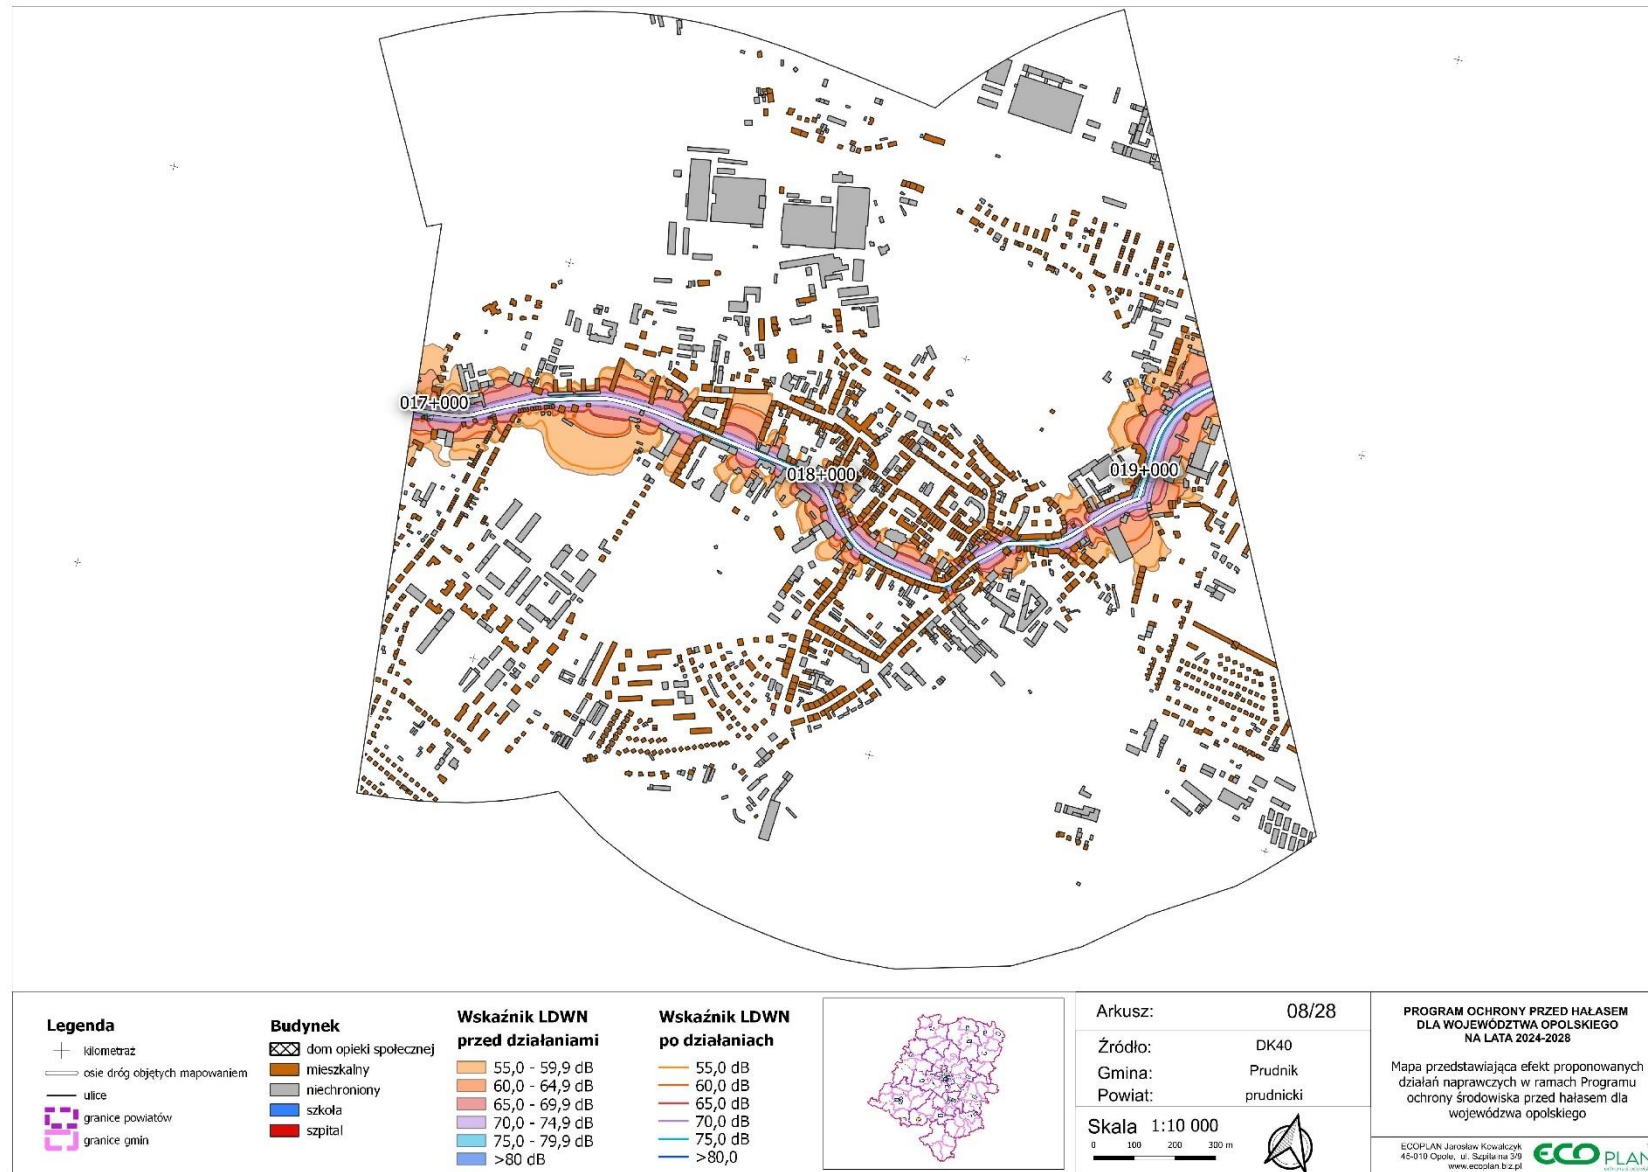 017+000
018+000
019+000
Legenda
kilometraż
osie dróg objętych mapowaniem
ulice
granice powiatów
granice gmin
Budynek
dom opieki społecznej
mieszkalny
niechroniony
szkoła
szpital
Wskaźnik LDWN
przed działaniami
55,0 - 59,9 dB
60,0 - 64,9 dB
65,0 - 69,9 dB
70,0 - 74,9 dB
75,0 - 79,9 dB
>80 dB
Wskaźnik LDWN
po działaniach
55,0 dB
60,0 dB
65,0 dB
70,0 dB
75,0 dB
>80,0
Arkusz: 08/28
Źródło: DK40
Gmina: Prudnik
Powiat: prudnicki
Skala 1:10 000
0 100 200 300 m
PROGRAM OCHRONY PRZED HAŁASEM
DLA WOJEWÓDZTWA OPOLSKIEGO
NA LATA 2024-2028
Mapa przedstawiająca efekt proponowanych
działań naprawczych w ramach Programu
ochrony środowiska przed hałasem dla
województwa opolskiego
ECOPLAN Jarosław Kowalczyk
45-010 Opole, ul. Szpitalna 3/9
www.ecoplan.biz.pl
ECO PLAN